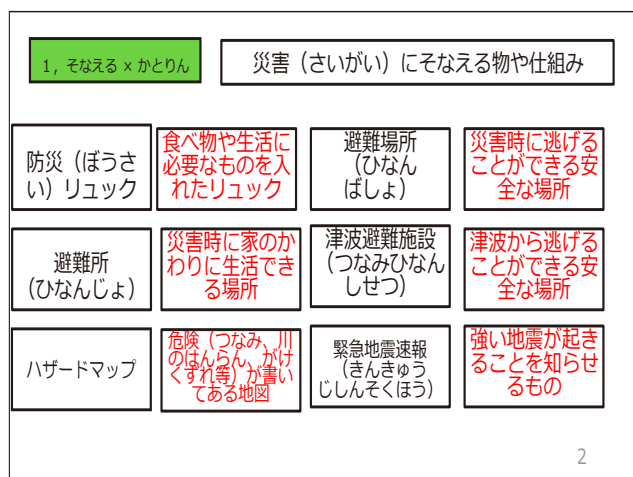 1，そなえる×かとりん
災害（さいがい）にそなえる物や仕組み
防災（ぼうさ
い）リュック
食べ物や生活に
必要なものを入
れたリュック
避難場所
（ひなん
ばしょ）
災害時に逃げる
ことができる安
全な場所
避難所
（ひなんじょ）
災害時に家のか
わりに生活でき
る場所
津波避難施設
（つなみひなん
しせつ）
津波から逃げる
ことができる安
全な場所
ハザードマップ
危険（つなみ、川
のはんらん、がけ
くずれ等）が書い
てある地図
緊急地震速報
（きんきゅう
じしんそくほう）
強い地震が起き
ることを知らせ
るもの
2